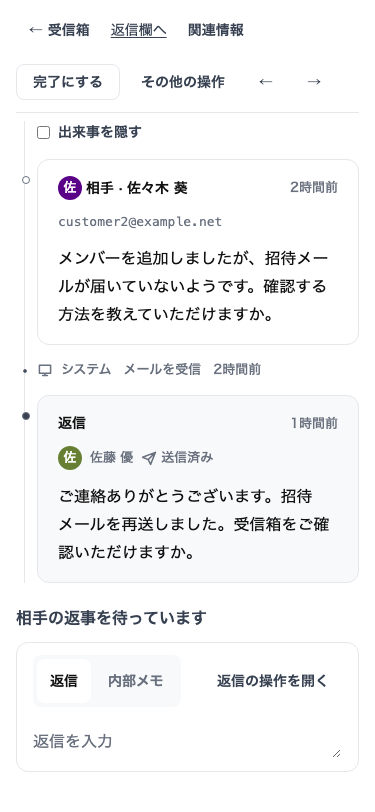 ← 受信箱 返信欄へ 関連情報
完了にする その他の操作 ← →
出来事を隠す
佐 相手 · 佐々木 葵 2時間前
customer2@example.net
メンバーを追加しましたが、招待メー
ルが届いていないようです。確認する
方法を教えていただけますか。
システム メールを受信 2時間前
返信 1時間前
佐 佐藤 優 送信済み
ご連絡ありがとうございます。招待
メールを再送しました。受信箱をご確
認いただけますか。
相手の返事を待っています
返信 内部メモ 返信の操作を開く
返信を入力